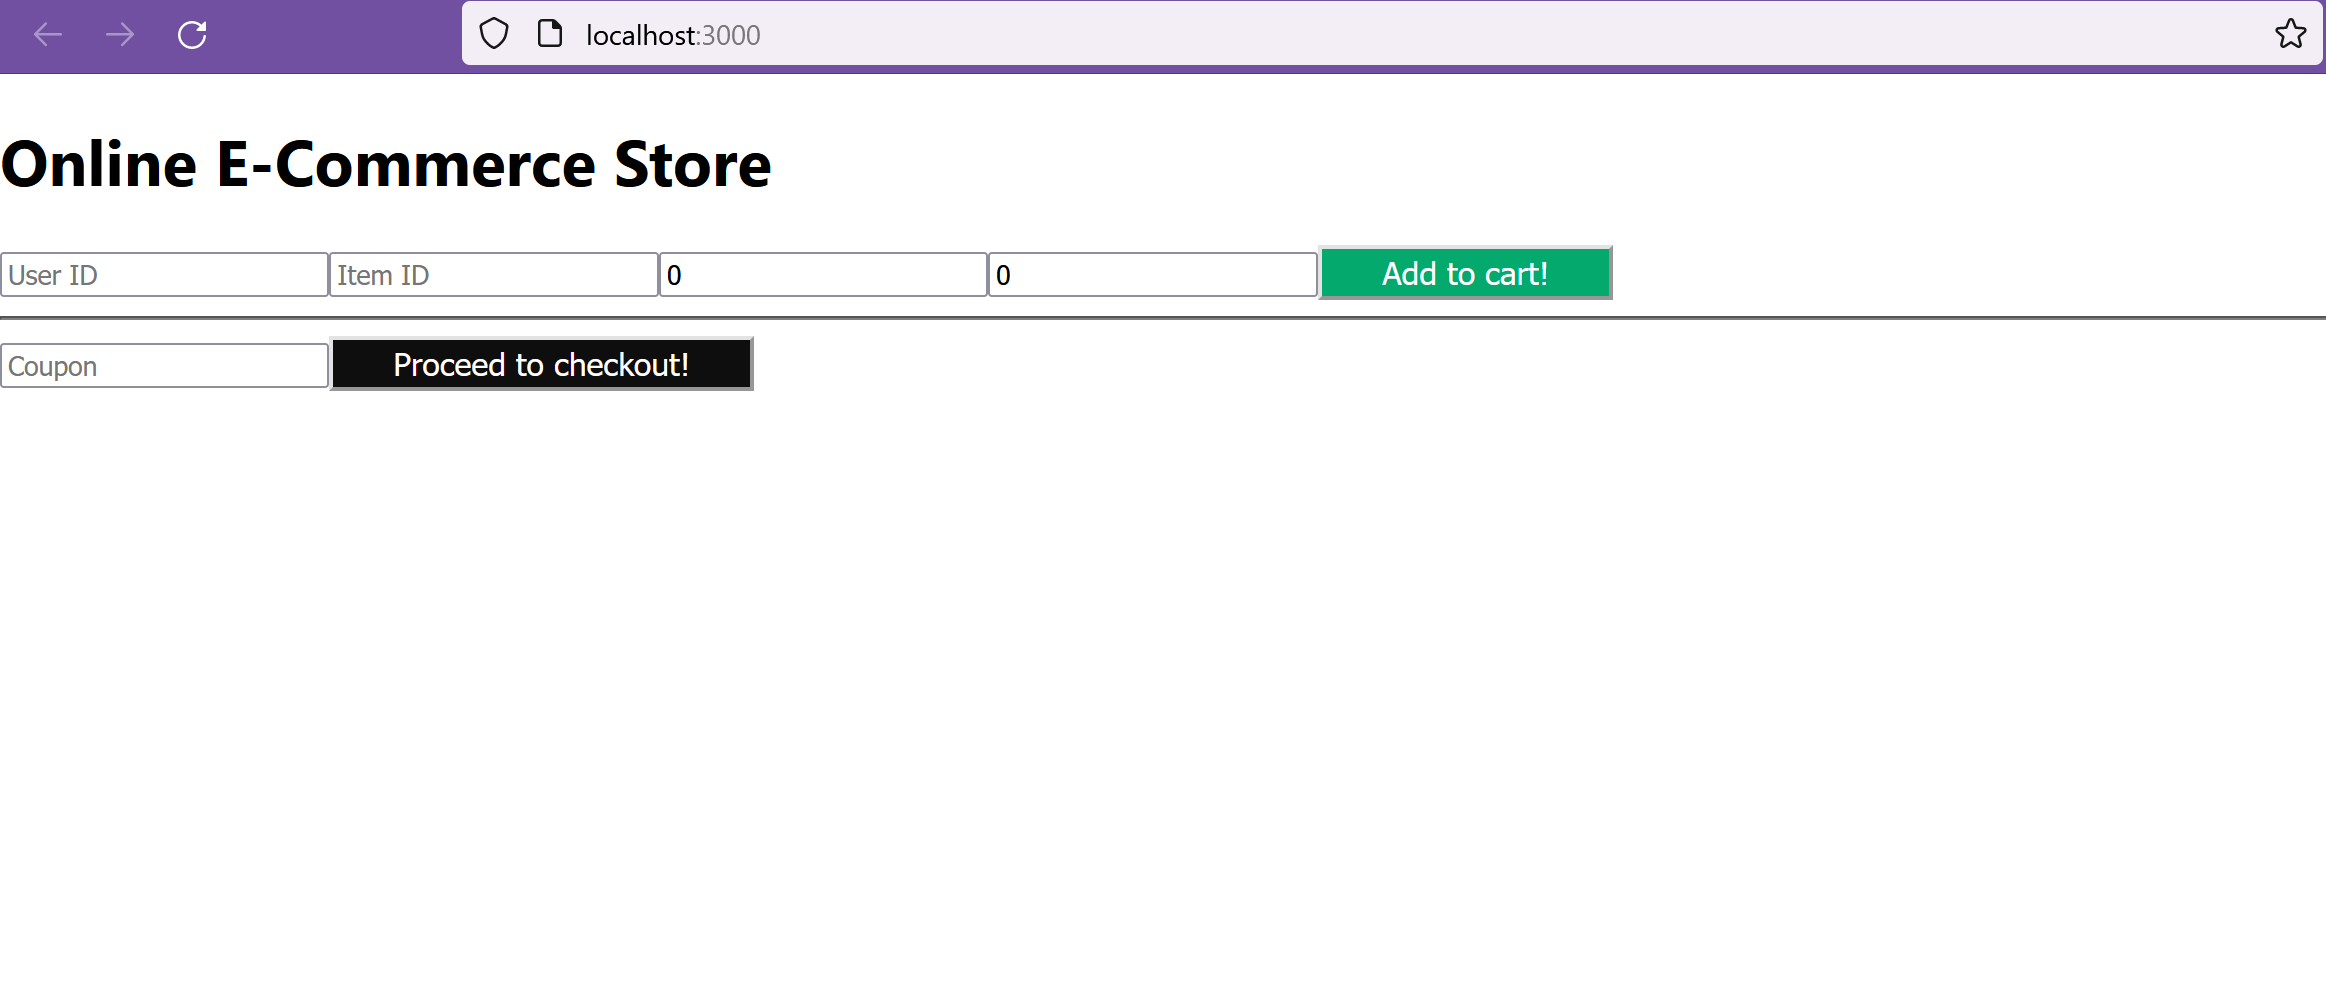 localhost:3000
Online E-Commerce Store
User ID Item ID 0 0 Add to cart!
Coupon Proceed to checkout!